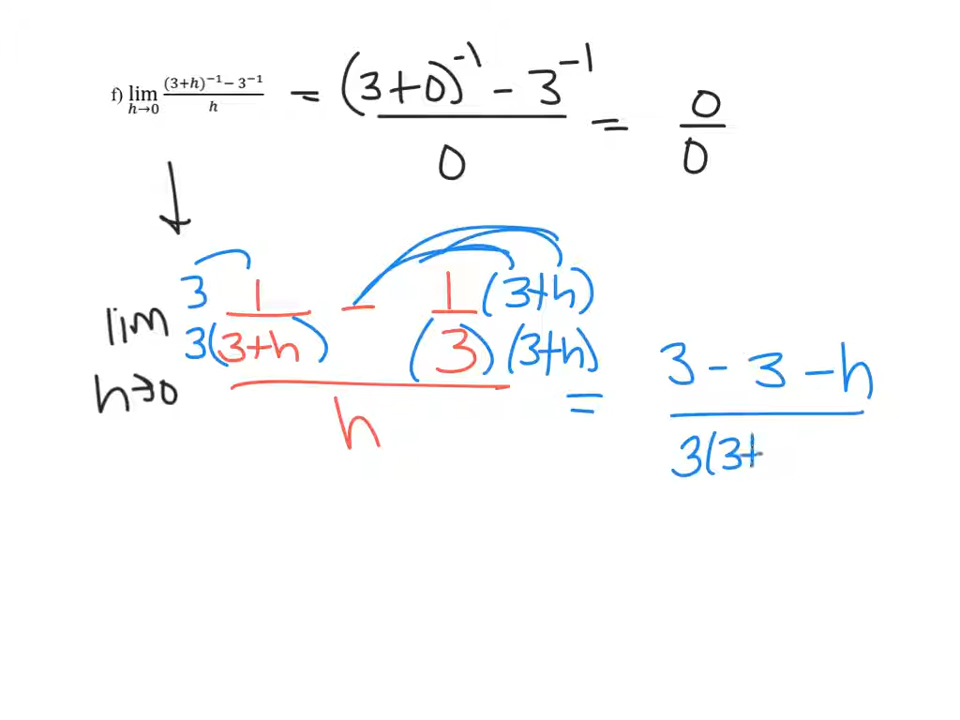 f) lim h→0 (3+h)⁻¹ − 3⁻¹ / h = (3+0)⁻¹ − 3⁻¹ / 0 = 0 / 0
lim h→0 3 1 / 3(3+h) − 1 (3+h) / (3)(3+h) / h = 3 − 3 − h / 3(3+